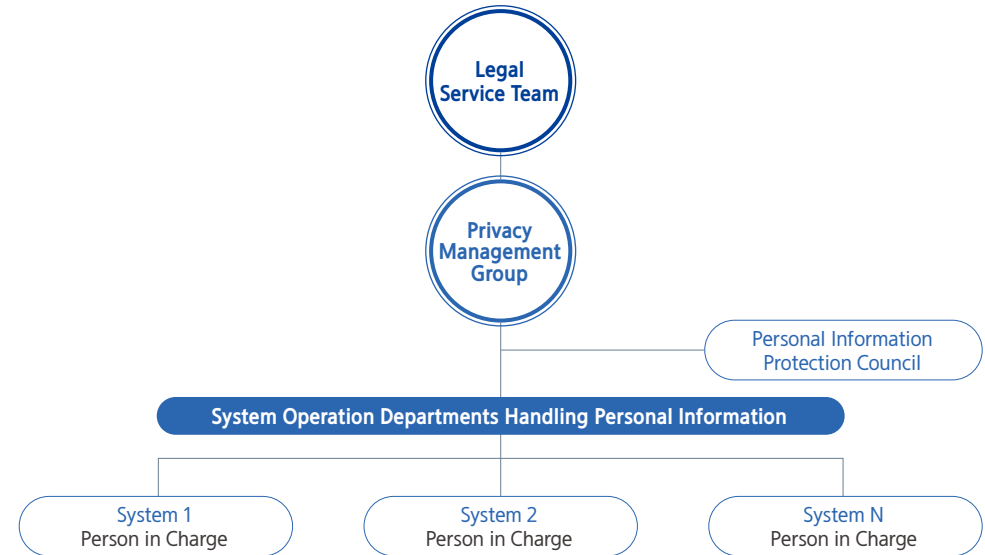 Legal
Service Team
Privacy
Management
Group
Personal Information
Protection Council
System Operation Departments Handling Personal Information
System 1
Person in Charge
System 2
Person in Charge
System N
Person in Charge